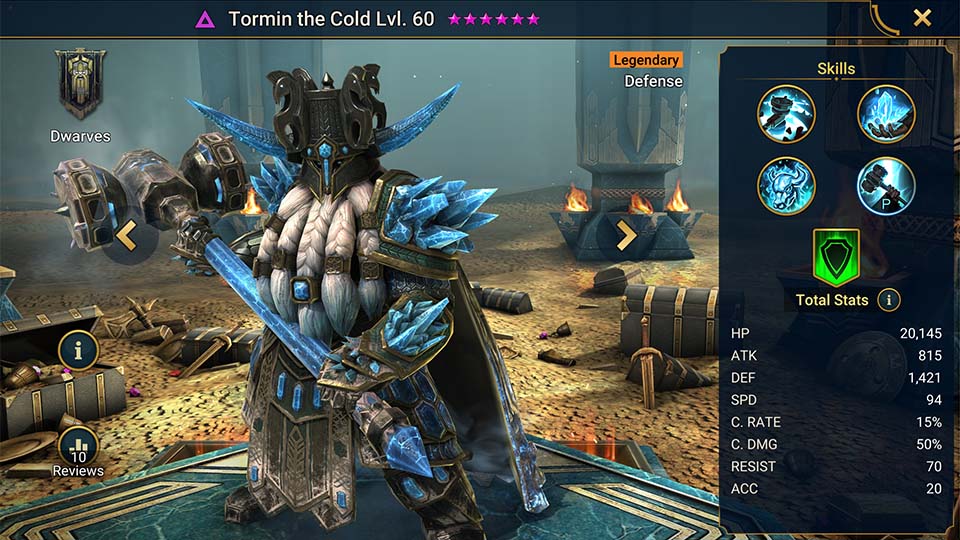 Tormin the Cold Lvl. 60
Dwarves
Legendary
Defense
i
10
Reviews
Skills
P
Total Stats i
HP 20,145
ATK 815
DEF 1,421
SPD 94
C. RATE 15%
C. DMG 50%
RESIST 70
ACC 20